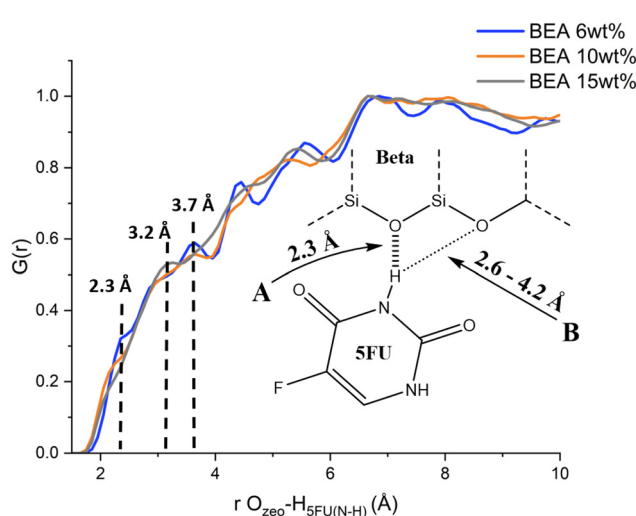 BEA 6wt%
BEA 10wt%
BEA 15wt%
1.0
0.8
0.6
0.4
0.2
0.0
G(r)
2
4
6
8
10
r O_zeo-H_5FU(N-H) (Å)
2.3 Å
3.2 Å
3.7 Å
Beta
Si
Si
O
O
2.3 Å
2.6 - 4.2 Å
A
B
H
O
N
O
5FU
F
NH